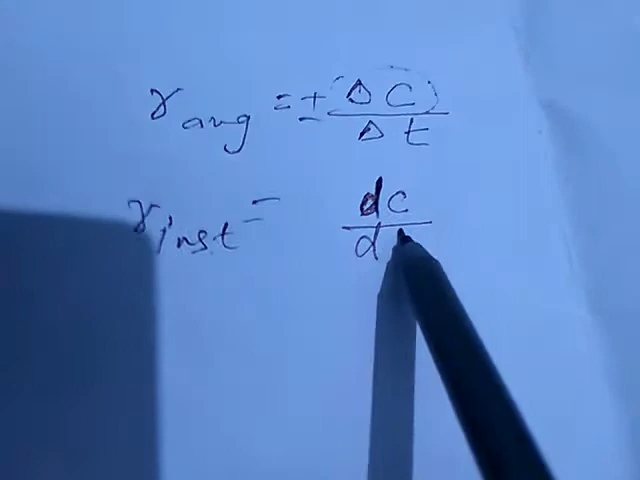 r avg = ± Δc / Δt
r inst = dc / d